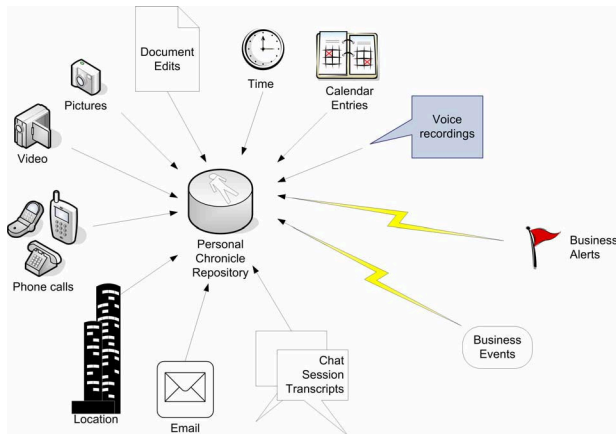 Document
Edits
Time
Calendar
Entries
Pictures
Voice
recordings
Video
Personal
Chronicle
Repository
Business
Alerts
Phone calls
Business
Events
Chat
Session
Transcripts
Location
Email